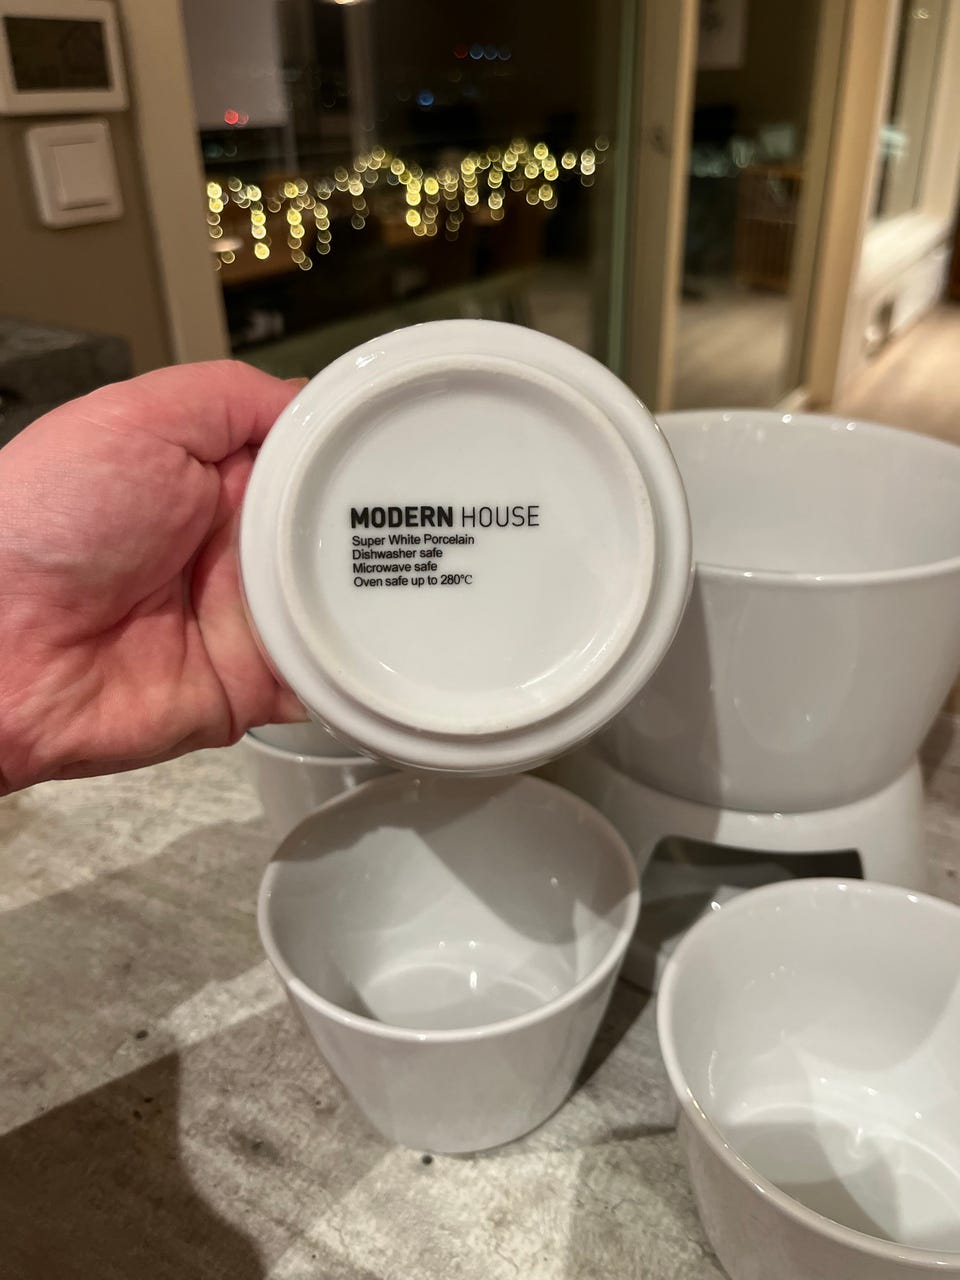 MODERN HOUSE
Super White Porcelain
Dishwasher safe
Microwave safe
Oven safe up to 280°C